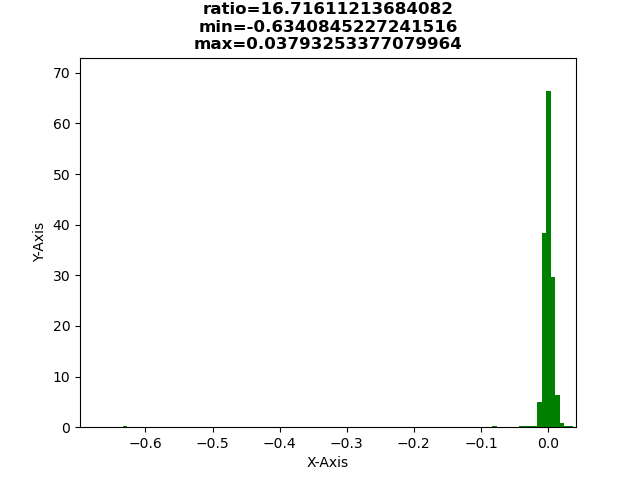 ratio=16.71611213684082
min=-0.6340845227241516
max=0.03793253377079964
70
60
50
40
30
20
10
0
Y-Axis
−0.6 −0.5 −0.4 −0.3 −0.2 −0.1 0.0
X-Axis